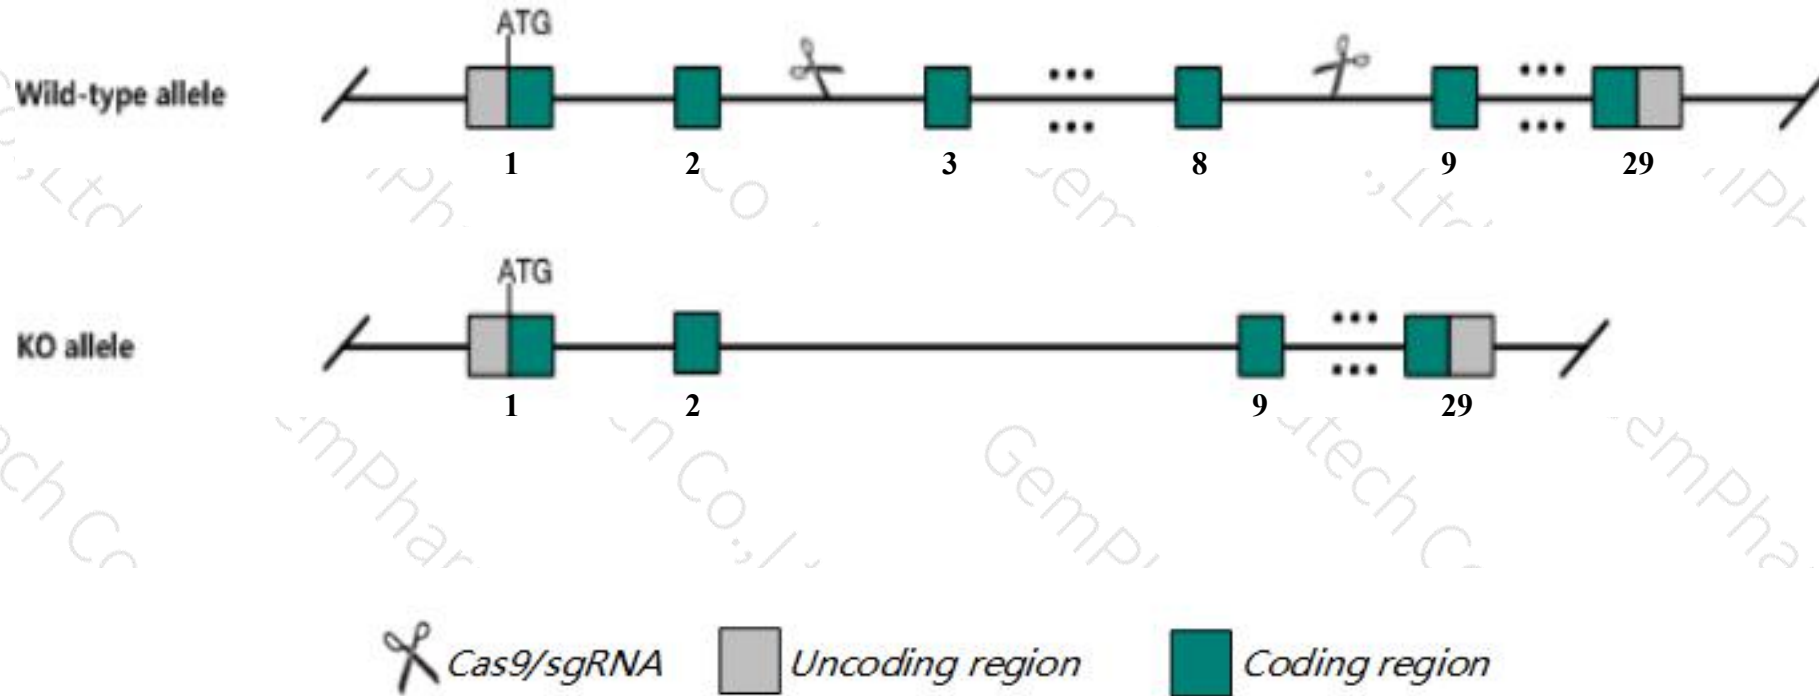 ATG
Wild-type allele
1 2 3 8 9 29
ATG
KO allele
1 2 9 29
Cas9/sgRNA Uncoding region Coding region